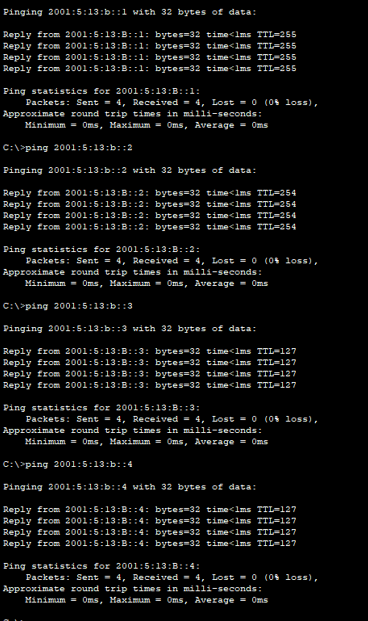 Pinging 2001:5:13:b::1 with 32 bytes of data:
Reply from 2001:5:13:B::1: bytes=32 time<1ms TTL=255
Reply from 2001:5:13:B::1: bytes=32 time<1ms TTL=255
Reply from 2001:5:13:B::1: bytes=32 time<1ms TTL=255
Reply from 2001:5:13:B::1: bytes=32 time<1ms TTL=255
Ping statistics for 2001:5:13:B::1:
Packets: Sent = 4, Received = 4, Lost = 0 (0% loss),
Approximate round trip times in milli-seconds:
Minimum = 0ms, Maximum = 0ms, Average = 0ms
C:\>ping 2001:5:13:b::2
Pinging 2001:5:13:b::2 with 32 bytes of data:
Reply from 2001:5:13:B::2: bytes=32 time<1ms TTL=254
Reply from 2001:5:13:B::2: bytes=32 time<1ms TTL=254
Reply from 2001:5:13:B::2: bytes=32 time<1ms TTL=254
Reply from 2001:5:13:B::2: bytes=32 time<1ms TTL=254
Ping statistics for 2001:5:13:B::2:
Packets: Sent = 4, Received = 4, Lost = 0 (0% loss),
Approximate round trip times in milli-seconds:
Minimum = 0ms, Maximum = 0ms, Average = 0ms
C:\>ping 2001:5:13:b::3
Pinging 2001:5:13:b::3 with 32 bytes of data:
Reply from 2001:5:13:B::3: bytes=32 time<1ms TTL=127
Reply from 2001:5:13:B::3: bytes=32 time<1ms TTL=127
Reply from 2001:5:13:B::3: bytes=32 time<1ms TTL=127
Reply from 2001:5:13:B::3: bytes=32 time<1ms TTL=127
Ping statistics for 2001:5:13:B::3:
Packets: Sent = 4, Received = 4, Lost = 0 (0% loss),
Approximate round trip times in milli-seconds:
Minimum = 0ms, Maximum = 0ms, Average = 0ms
C:\>ping 2001:5:13:b::4
Pinging 2001:5:13:b::4 with 32 bytes of data:
Reply from 2001:5:13:B::4: bytes=32 time<1ms TTL=127
Reply from 2001:5:13:B::4: bytes=32 time<1ms TTL=127
Reply from 2001:5:13:B::4: bytes=32 time<1ms TTL=127
Reply from 2001:5:13:B::4: bytes=32 time<1ms TTL=127
Ping statistics for 2001:5:13:B::4:
Packets: Sent = 4, Received = 4, Lost = 0 (0% loss),
Approximate round trip times in milli-seconds:
Minimum = 0ms, Maximum = 0ms, Average = 0ms